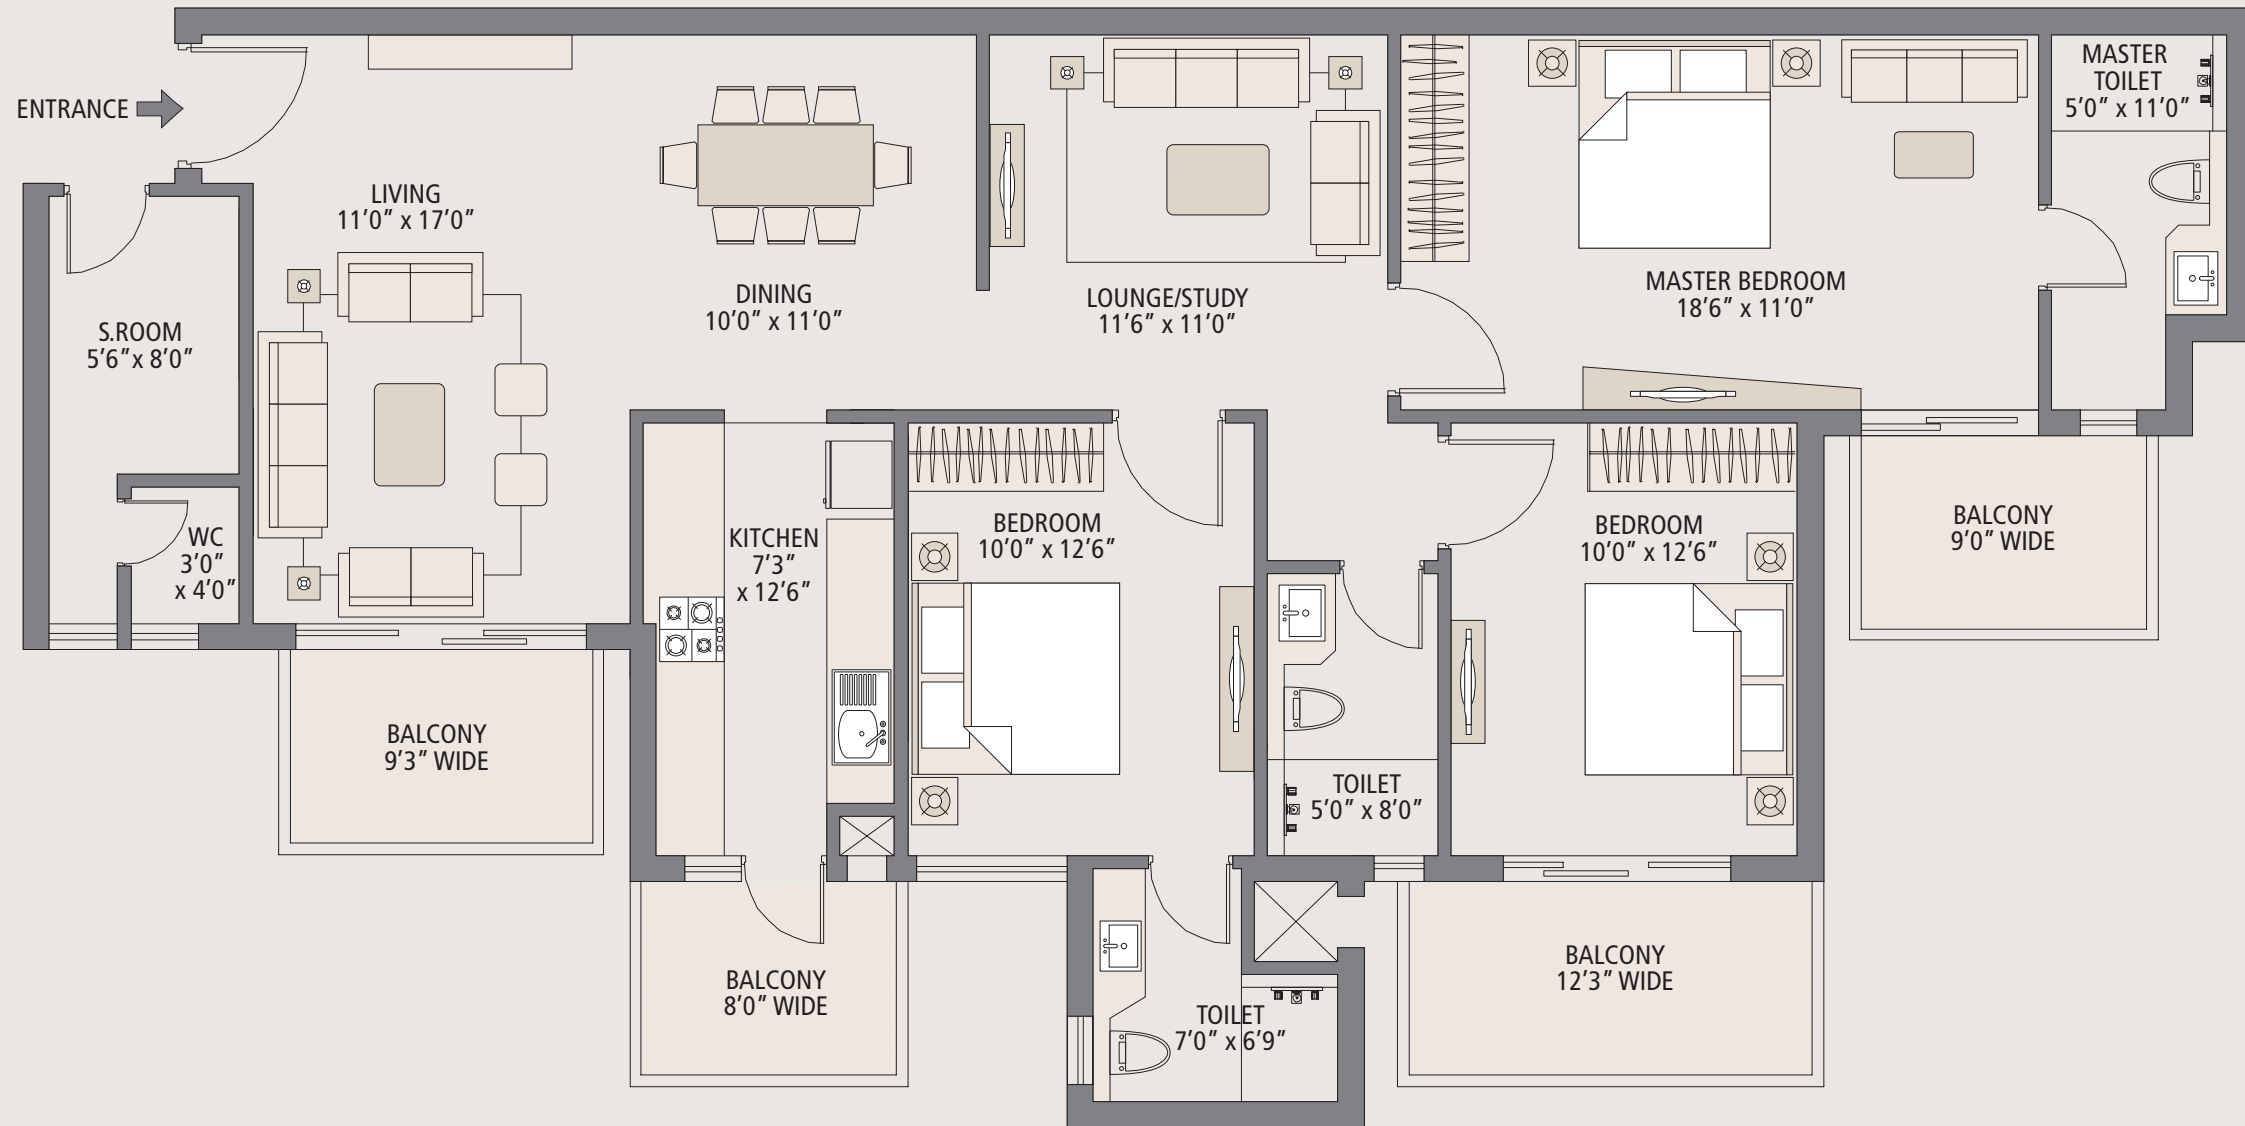 ENTRANCE
LIVING
11’0” x 17’0”
S.ROOM
5’6”x 8’0”
WC
3’0”
x 4’0”
DINING
10’0” x 11’0”
LOUNGE/STUDY
11’6” x 11’0”
MASTER BEDROOM
18’6” x 11’0”
MASTER
TOILET
5’0” x 11’0”
KITCHEN
7’3”
x 12’6”
BEDROOM
10’0” x 12’6”
BEDROOM
10’0” x 12’6”
BALCONY
9’0” WIDE
BALCONY
9’3” WIDE
TOILET
5’0” x 8’0”
BALCONY
8’0” WIDE
TOILET
7’0” x 6’9”
BALCONY
12’3” WIDE